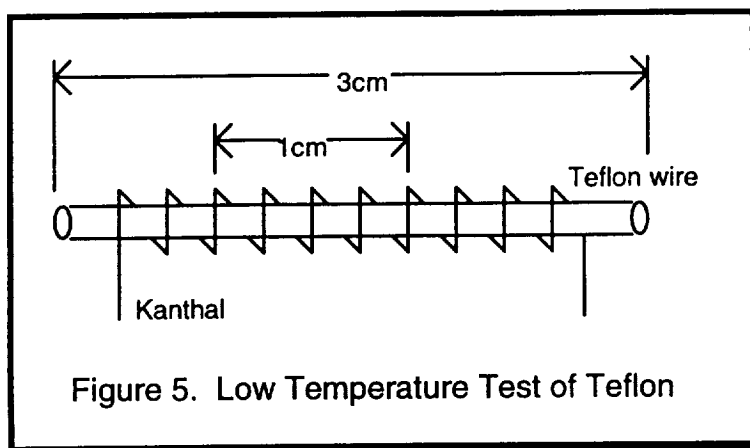 3cm
1cm
Teflon wire
Kanthal
Figure 5. Low Temperature Test of Teflon